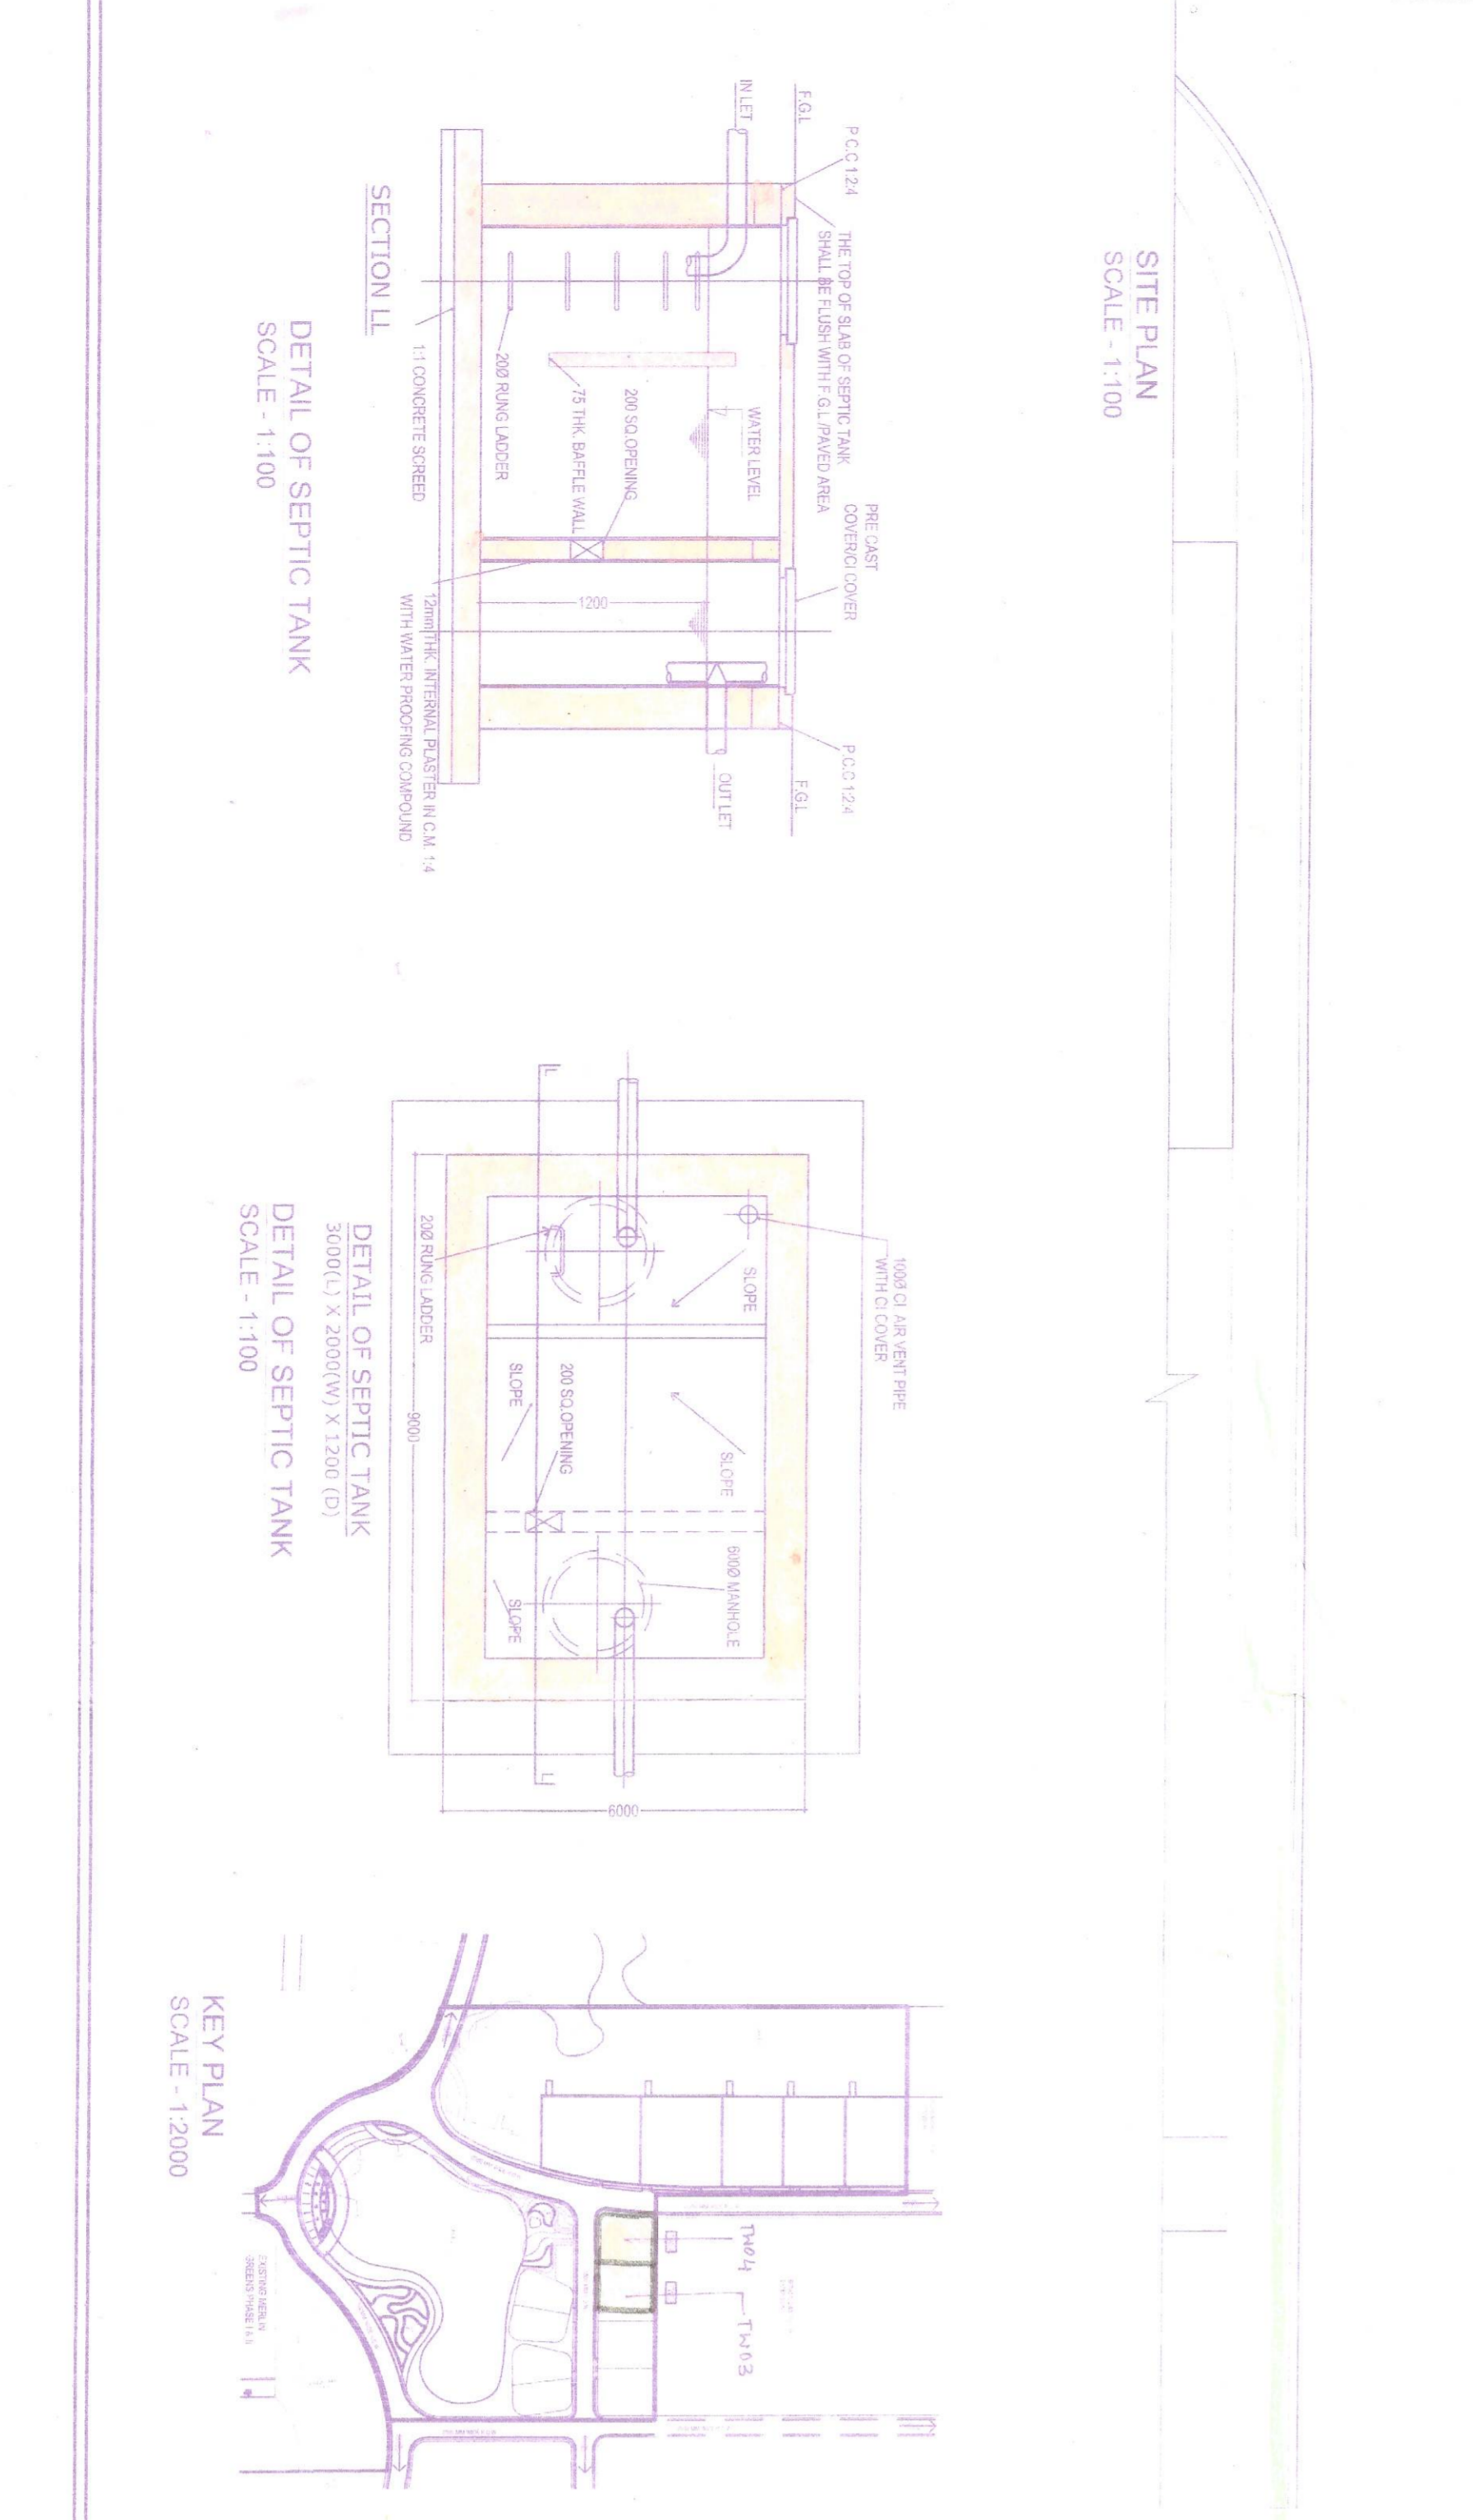 SITE PLAN
SCALE - 1:100
F.G.L
P.C.C 1:2:4
THE TOP OF SLAB OF SEPTIC TANK
SHALL BE FLUSH WITH F.G.L /PAVED AREA
PRE CAST
COVER/CI COVER
P.C.C 1:2:4
F.G.L
IN LET
WATER LEVEL
OUT LET
200 SQ.OPENING
75 THK. BAFFLE WALL
1200
200Ø RUNG LADDER
1:1 CONCRETE SCREED
12mm THK. INTERNAL PLASTER IN C.M. 1:4
WITH WATER PROOFING COMPOUND
SECTION LL
DETAIL OF SEPTIC TANK
SCALE - 1:100
100Ø CI AIR VENT PIPE
WITH CI COVER
SLOPE
SLOPE
600Ø MANHOLE
200 SQ.OPENING
SLOPE
SLOPE
L
L
200Ø RUNG LADDER
9000
6000
DETAIL OF SEPTIC TANK
3000(L) X 2000(W) X 1200 (D)
DETAIL OF SEPTIC TANK
SCALE - 1:100
TW04
TW03
EXISTING MERLIN
KEY PLAN
SCALE - 1:2000